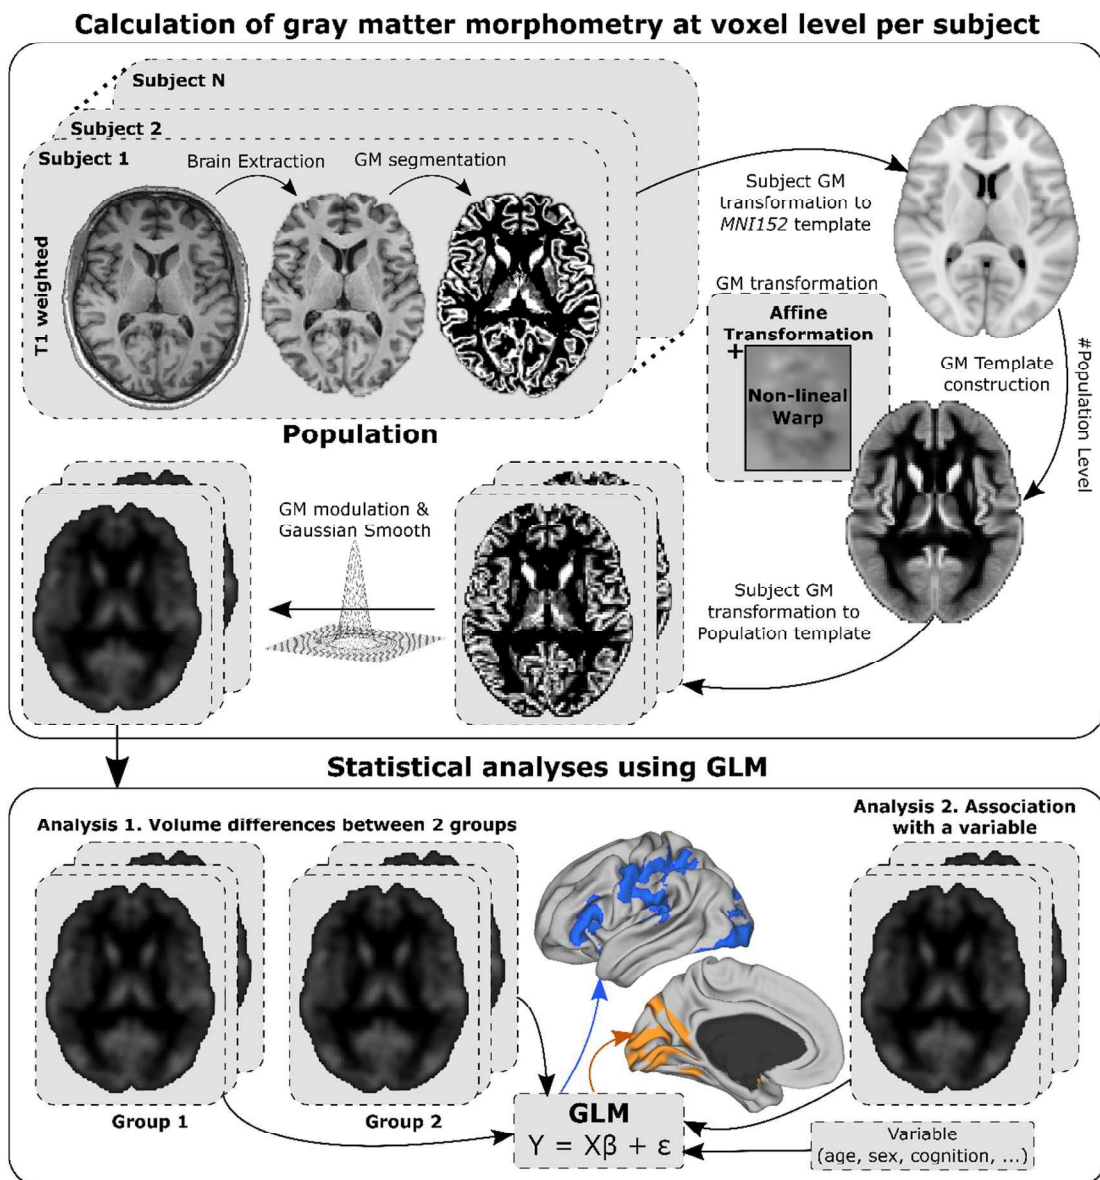 Calculation of gray matter morphometry at voxel level per subject
Subject N
Subject 2
Subject 1
Brain Extraction
GM segmentation
T1 weighted
Population
Subject GM
transformation to
MNI152 template
GM transformation
Affine
Transformation
+
Non-lineal
Warp
GM Template
construction
#Population Level
GM modulation &
Gaussian Smooth
Subject GM
transformation to
Population template
Statistical analyses using GLM
Analysis 1. Volume differences between 2 groups
Analysis 2. Association
with a variable
Group 1
Group 2
GLM
Y = Xβ + ε
Variable
(age, sex, cognition, ...)